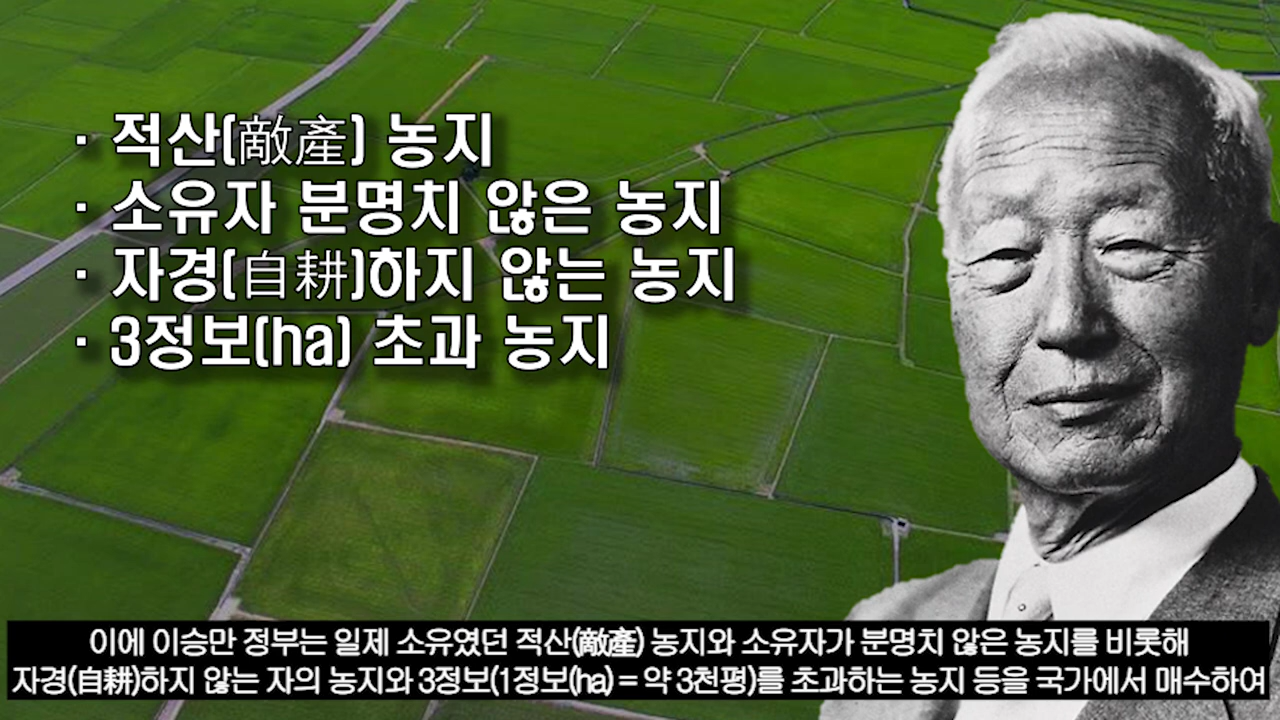 · 적산(敵產) 농지
· 소유자 분명치 않은 농지
· 자경(自耕)하지 않는 농지
· 3정보(ha) 초과 농지
이에 이승만 정부는 일제 소유였던 적산(敵產) 농지와 소유자가 분명치 않은 농지를 비롯해
자경(自耕)하지 않는 자의 농지와 3정보(1정보(ha) = 약 3천평)를 초과하는 농지 등을 국가에서 매수하여